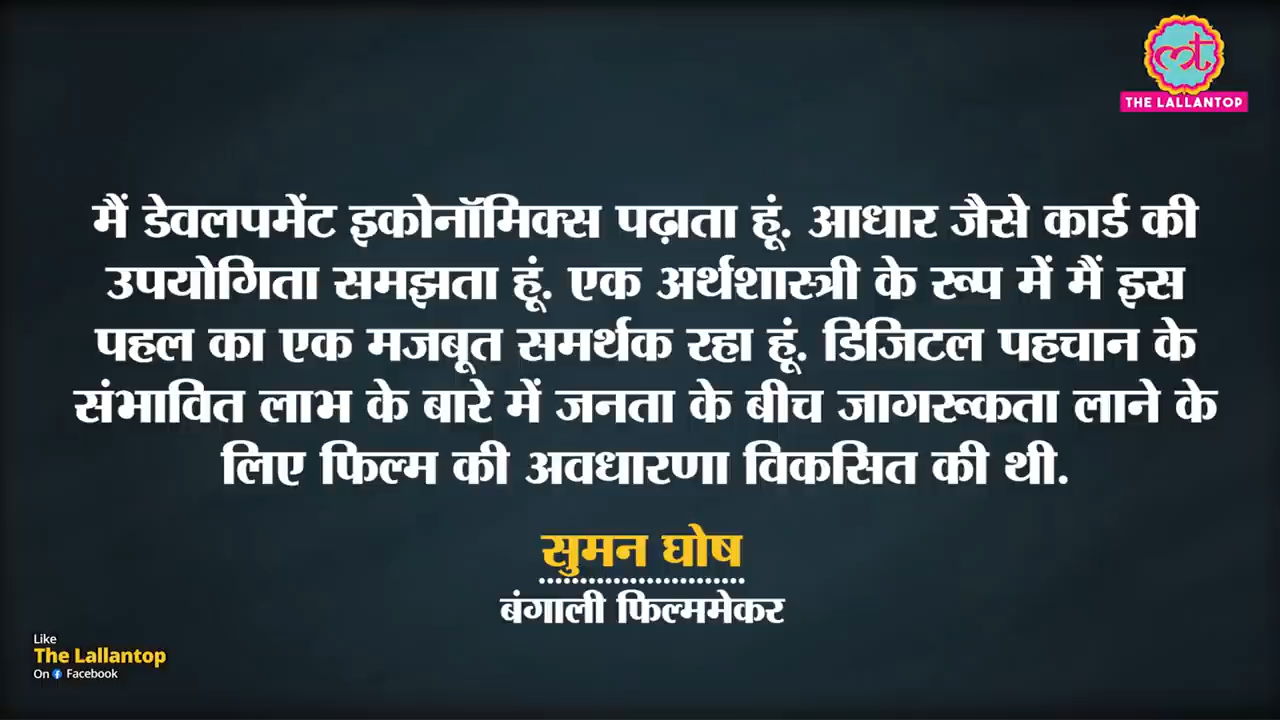 mt
THE LALLANTOP
मैं डेवलपमेंट इकोनॉमिक्स पढ़ाता हूं. आधार जैसे कार्ड की
उपयोगिता समझता हूं. एक अर्थशास्त्री के रूप में मैं इस
पहल का एक मजबूत समर्थक रहा हूं. डिजिटल पहचान के
संभावित लाभ के बारे में जनता के बीच जागरूकता लाने के
लिए फिल्म की अवधारणा विकसित की थी.
सुमन घोष
बंगाली फिल्ममेकर
Like
The Lallantop
On f Facebook